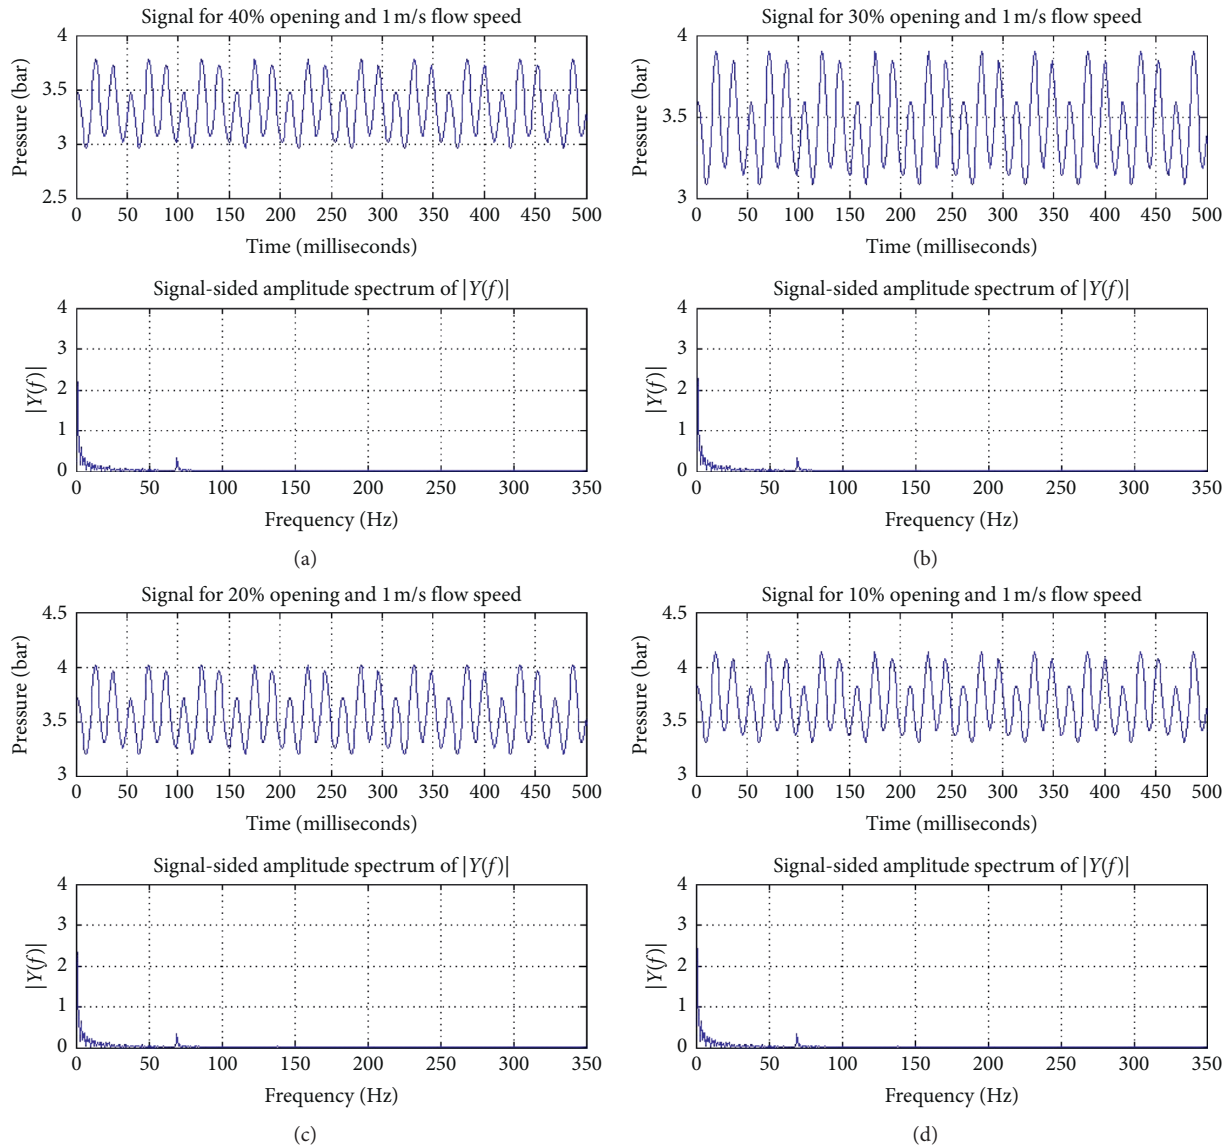 Signal for 40% opening and 1 m/s flow speed
4
3.5
3
2.5
Pressure (bar)
0 50 100 150 200 250 300 350 400 450 500
Time (milliseconds)
Signal-sided amplitude spectrum of |Y(f)|
4
3
2
1
0
|Y(f)|
0 50 100 150 200 250 300 350
Frequency (Hz)
(a)
Signal for 30% opening and 1 m/s flow speed
4
3.5
3
Pressure (bar)
0 50 100 150 200 250 300 350 400 450 500
Time (milliseconds)
Signal-sided amplitude spectrum of |Y(f)|
4
3
2
1
0
|Y(f)|
0 50 100 150 200 250 300 350
Frequency (Hz)
(b)
Signal for 20% opening and 1 m/s flow speed
4.5
4
3.5
3
Pressure (bar)
0 50 100 150 200 250 300 350 400 450 500
Time (milliseconds)
Signal-sided amplitude spectrum of |Y(f)|
4
3
2
1
0
|Y(f)|
0 50 100 150 200 250 300 350
Frequency (Hz)
(c)
Signal for 10% opening and 1 m/s flow speed
4.5
4
3.5
3
Pressure (bar)
0 50 100 150 200 250 300 350 400 450 500
Time (milliseconds)
Signal-sided amplitude spectrum of |Y(f)|
4
3
2
1
0
|Y(f)|
0 50 100 150 200 250 300 350
Frequency (Hz)
(d)